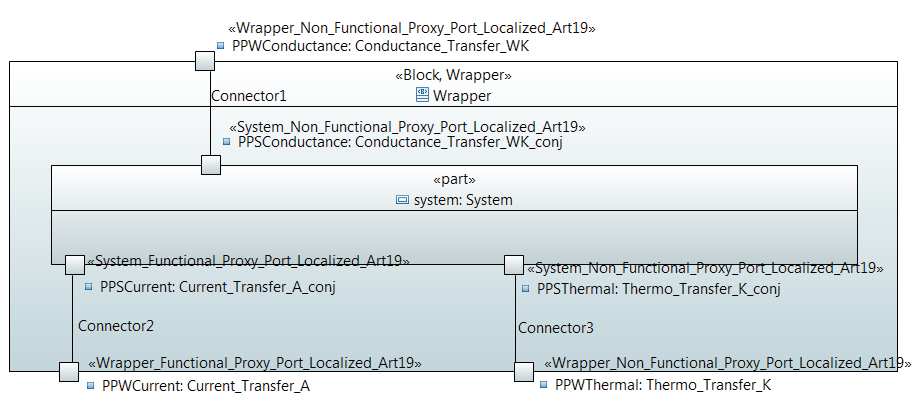 «Wrapper_Non_Functional_Proxy_Port_Localized_Art19»
PPWConductance: Conductance_Transfer_WK
«Block, Wrapper»
Connector1
Wrapper
«System_Non_Functional_Proxy_Port_Localized_Art19»
PPSConductance: Conductance_Transfer_WK_conj
«part»
system: System
«System_Functional_Proxy_Port_Localized_Art19»
«System_Non_Functional_Proxy_Port_Localized_Art19»
PPSCurrent: Current_Transfer_A_conj
PPSThermal: Thermo_Transfer_K_conj
Connector2
Connector3
«Wrapper_Functional_Proxy_Port_Localized_Art19»
«Wrapper_Non_Functional_Proxy_Port_Localized_Art19»
PPWCurrent: Current_Transfer_A
PPWThermal: Thermo_Transfer_K